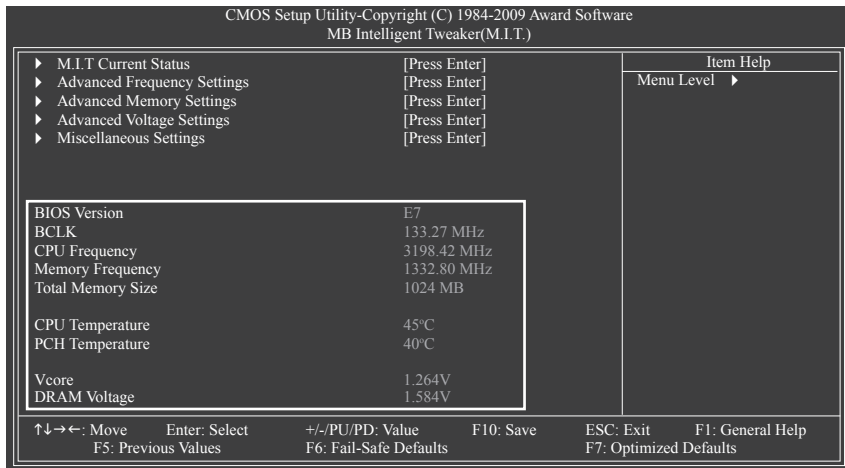 CMOS Setup Utility-Copyright (C) 1984-2009 Award Software
MB Intelligent Tweaker(M.I.T.)
M.I.T Current Status [Press Enter]
Advanced Frequency Settings [Press Enter]
Advanced Memory Settings [Press Enter]
Advanced Voltage Settings [Press Enter]
Miscellaneous Settings [Press Enter]
Item Help
Menu Level
BIOS Version E7
BCLK 133.27 MHz
CPU Frequency 3198.42 MHz
Memory Frequency 1332.80 MHz
Total Memory Size 1024 MB
CPU Temperature 45°C
PCH Temperature 40°C
Vcore 1.264V
DRAM Voltage 1.584V
↑↓→←: Move Enter: Select +/-/PU/PD: Value F10: Save ESC: Exit F1: General Help
F5: Previous Values F6: Fail-Safe Defaults F7: Optimized Defaults